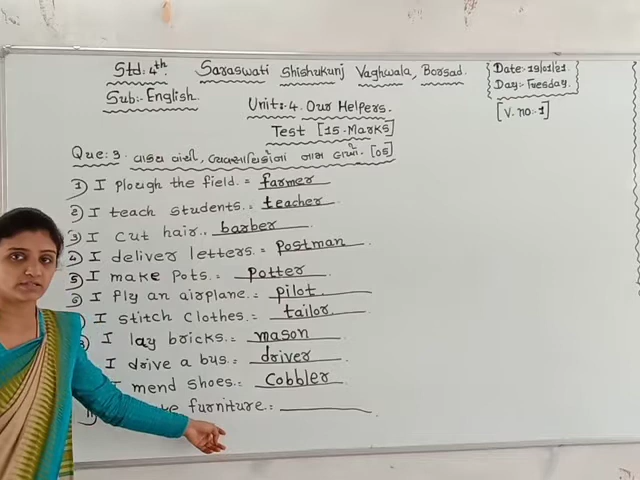 Std:- 4th Saraswati Shishukunj Vaghwala, Borsad.
Date:- 19/01/21
Day:- Tuesday.
Sub:- English.
Unit:- 4. Our Helpers.
[V. no:- 1]
Test [15-Marks]
Que: 3. વાક્ય વાંચી, વ્યવસાયિકોનાં નામ લખો. [05]
1) I plough the field. = farmer
2) I teach students. = teacher
3) I cut hair. = barber
4) I deliver letters. = postman
5) I make pots. = potter
6) I fly an airplane. = pilot
) I stitch clothes. = tailor
I lay bricks. = mason
I drive a bus. = driver
I mend shoes. = Cobbler
furniture. =